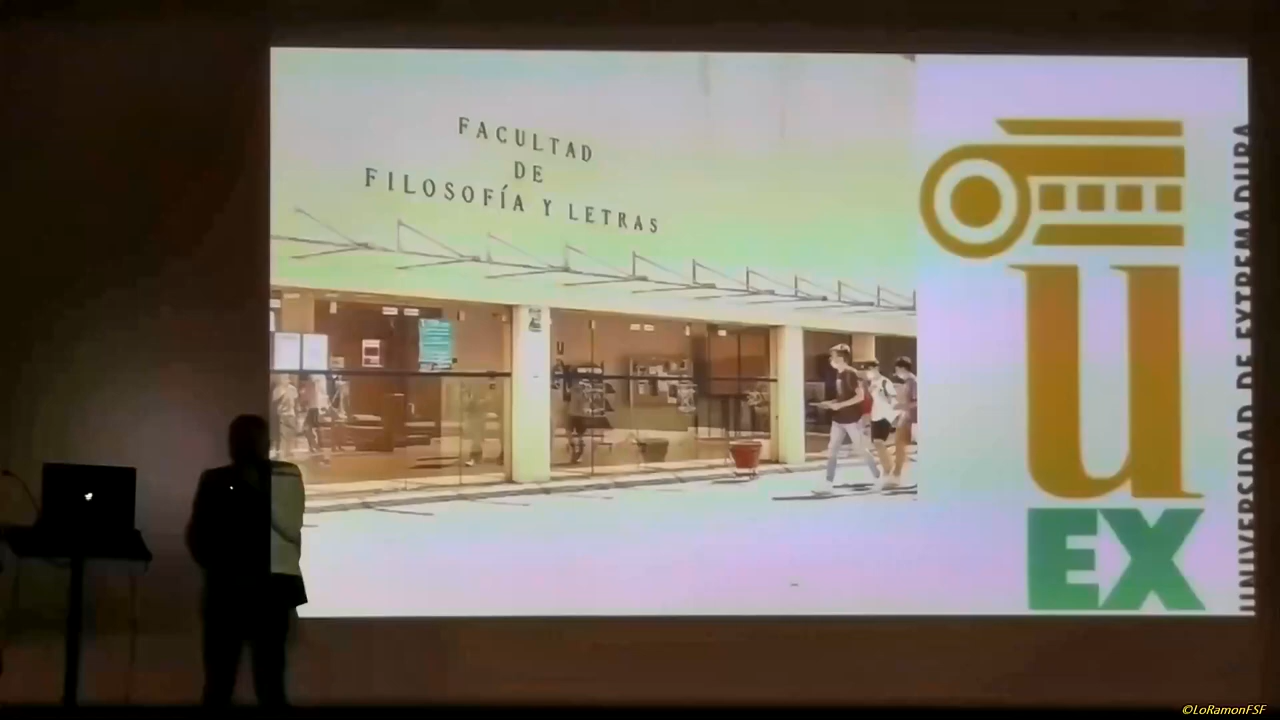 FACULTAD
DE
FILOSOFÍA Y LETRAS
u
EX
UNIVERSIDAD DE EXTREMADURA
©LoRamonFSF